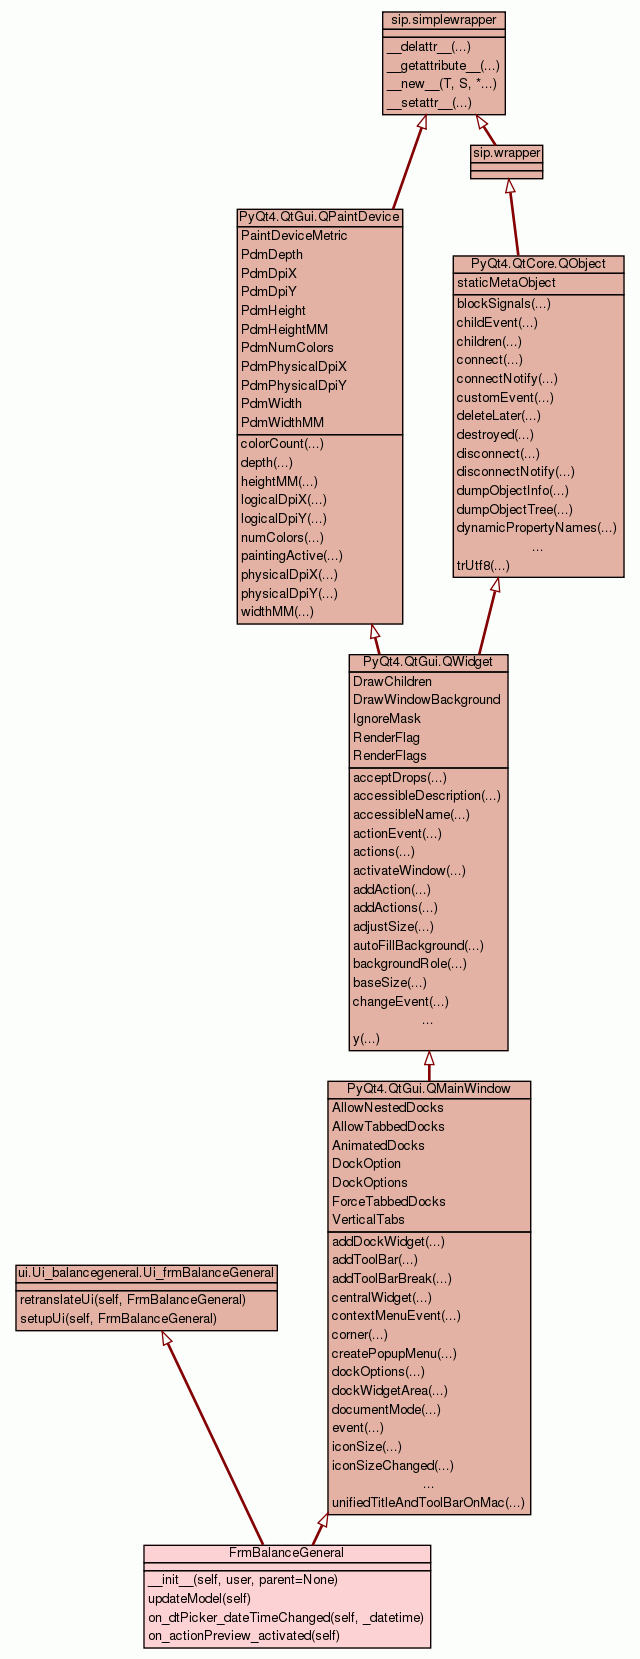 sip.simplewrapper
__delattr__(...)
__getattribute__(...)
__new__(T, S, *...)
__setattr__(...)
sip.wrapper
PyQt4.QtGui.QPaintDevice
PaintDeviceMetric
PdmDepth
PdmDpiX
PdmDpiY
PdmHeight
PdmHeightMM
PdmNumColors
PdmPhysicalDpiX
PdmPhysicalDpiY
PdmWidth
PdmWidthMM
colorCount(...)
depth(...)
heightMM(...)
logicalDpiX(...)
logicalDpiY(...)
numColors(...)
paintingActive(...)
physicalDpiX(...)
physicalDpiY(...)
widthMM(...)
PyQt4.QtCore.QObject
staticMetaObject
blockSignals(...)
childEvent(...)
children(...)
connect(...)
connectNotify(...)
customEvent(...)
deleteLater(...)
destroyed(...)
disconnect(...)
disconnectNotify(...)
dumpObjectInfo(...)
dumpObjectTree(...)
dynamicPropertyNames(...)
...
trUtf8(...)
PyQt4.QtGui.QWidget
DrawChildren
DrawWindowBackground
IgnoreMask
RenderFlag
RenderFlags
acceptDrops(...)
accessibleDescription(...)
accessibleName(...)
actionEvent(...)
actions(...)
activateWindow(...)
addAction(...)
addActions(...)
adjustSize(...)
autoFillBackground(...)
backgroundRole(...)
baseSize(...)
changeEvent(...)
...
y(...)
PyQt4.QtGui.QMainWindow
AllowNestedDocks
AllowTabbedDocks
AnimatedDocks
DockOption
DockOptions
ForceTabbedDocks
VerticalTabs
addDockWidget(...)
addToolBar(...)
addToolBarBreak(...)
centralWidget(...)
contextMenuEvent(...)
corner(...)
createPopupMenu(...)
dockOptions(...)
dockWidgetArea(...)
documentMode(...)
event(...)
iconSize(...)
iconSizeChanged(...)
...
unifiedTitleAndToolBarOnMac(...)
ui.Ui_balancegeneral.Ui_frmBalanceGeneral
retranslateUi(self, FrmBalanceGeneral)
setupUi(self, FrmBalanceGeneral)
FrmBalanceGeneral
__init__(self, user, parent=None)
updateModel(self)
on_dtPicker_dateTimeChanged(self, _datetime)
on_actionPreview_activated(self)